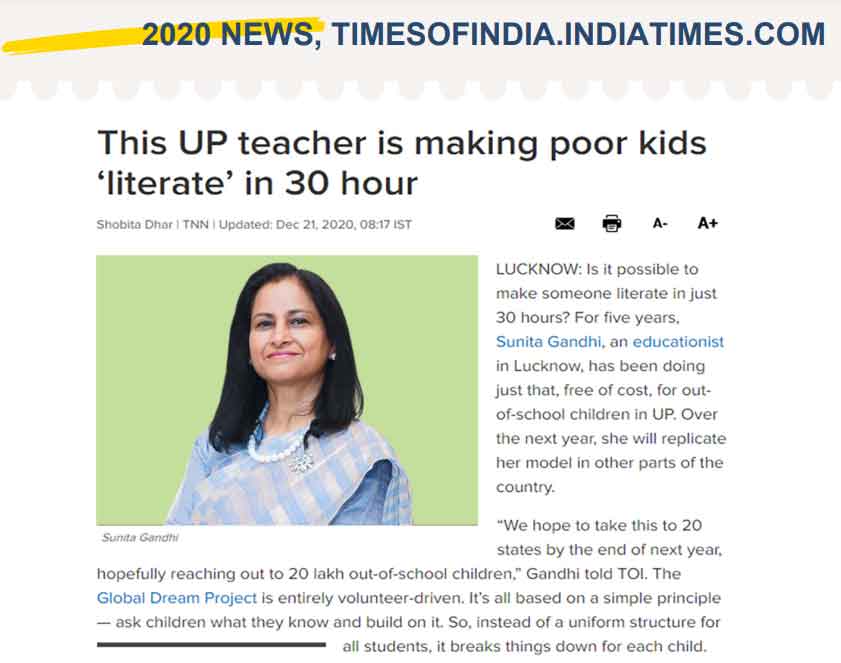 2020 NEWS, TIMESOFINDIA.INDIATIMES.COM
This UP teacher is making poor kids
‘literate’ in 30 hour
Shobita Dhar | TNN | Updated: Dec 21, 2020, 08:17 IST
A- A+
LUCKNOW: Is it possible to
make someone literate in just
30 hours? For five years,
Sunita Gandhi, an educationist
in Lucknow, has been doing
just that, free of cost, for out-
of-school children in UP. Over
the next year, she will replicate
her model in other parts of the
country.
Sunita Gandhi
“We hope to take this to 20
states by the end of next year,
hopefully reaching out to 20 lakh out-of-school children,” Gandhi told TOI. The
Global Dream Project is entirely volunteer-driven. It’s all based on a simple principle
— ask children what they know and build on it. So, instead of a uniform structure for
all students, it breaks things down for each child.